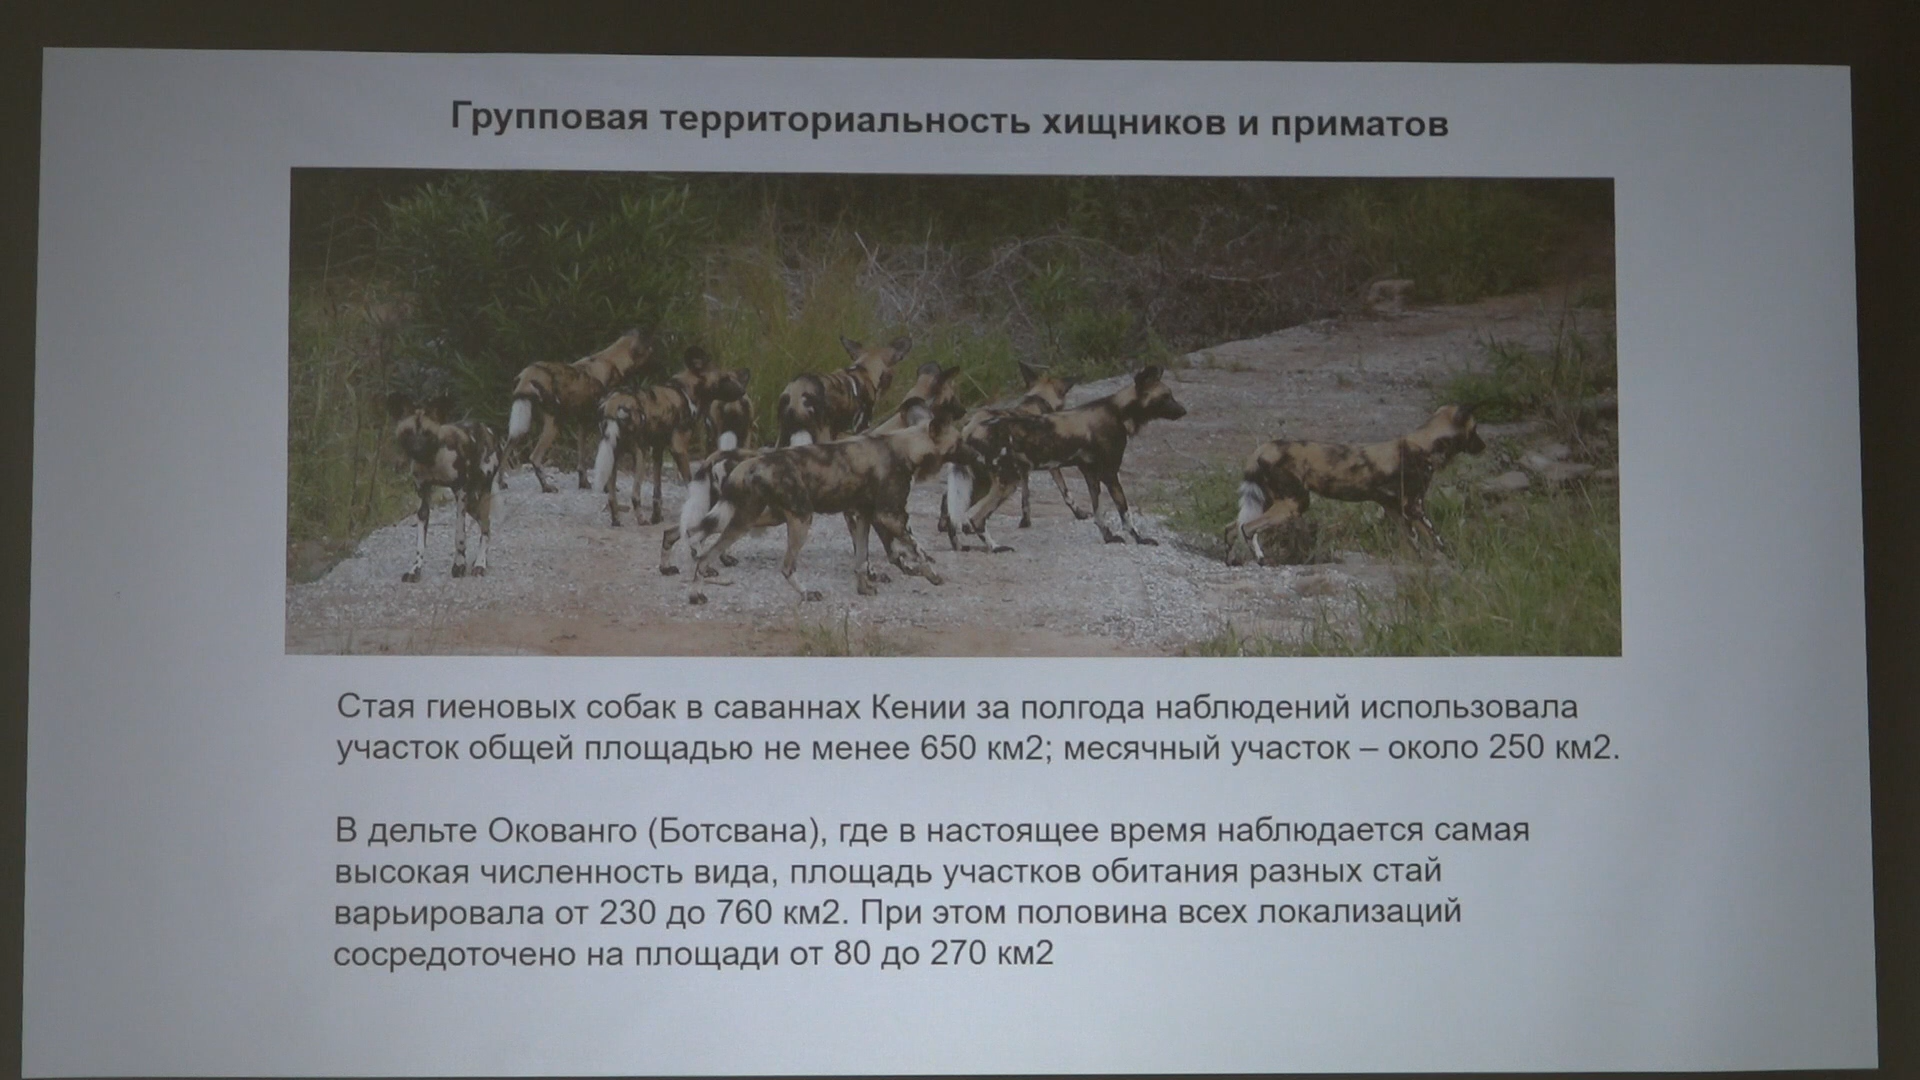 Групповая территориальность хищников и приматов
Стая гиеновых собак в саваннах Кении за полгода наблюдений использовала
участок общей площадью не менее 650 км2; месячный участок – около 250 км2.
В дельте Окованго (Ботсвана), где в настоящее время наблюдается самая
высокая численность вида, площадь участков обитания разных стай
варьировала от 230 до 760 км2. При этом половина всех локализаций
сосредоточено на площади от 80 до 270 км2